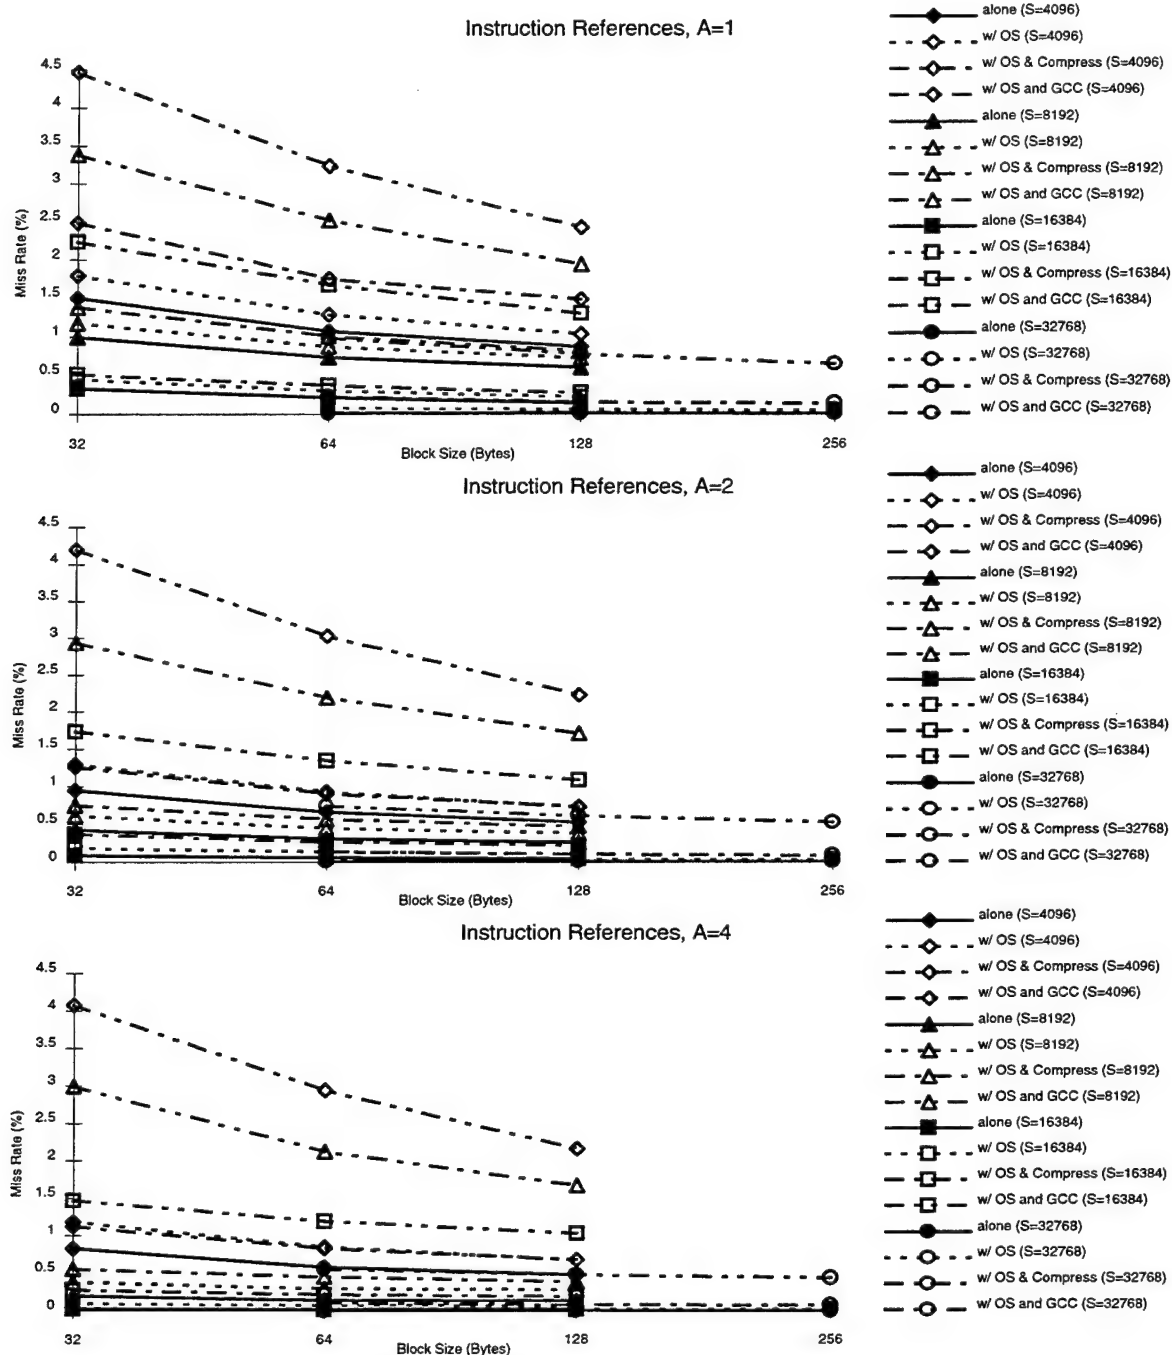 Instruction References, A=1
4.5
4
3.5
3
2.5
2
1.5
1
0.5
0
Miss Rate (%)
32
64
128
256
Block Size (Bytes)
alone (S=4096)
w/ OS (S=4096)
w/ OS & Compress (S=4096)
w/ OS and GCC (S=4096)
alone (S=8192)
w/ OS (S=8192)
w/ OS & Compress (S=8192)
w/ OS and GCC (S=8192)
alone (S=16384)
w/ OS (S=16384)
w/ OS & Compress (S=16384)
w/ OS and GCC (S=16384)
alone (S=32768)
w/ OS (S=32768)
w/ OS & Compress (S=32768)
w/ OS and GCC (S=32768)
Instruction References, A=2
4.5
4
3.5
3
2.5
2
1.5
1
0.5
0
Miss Rate (%)
32
64
128
256
Block Size (Bytes)
alone (S=4096)
w/ OS (S=4096)
w/ OS & Compress (S=4096)
w/ OS and GCC (S=4096)
alone (S=8192)
w/ OS (S=8192)
w/ OS & Compress (S=8192)
w/ OS and GCC (S=8192)
alone (S=16384)
w/ OS (S=16384)
w/ OS & Compress (S=16384)
w/ OS and GCC (S=16384)
alone (S=32768)
w/ OS (S=32768)
w/ OS & Compress (S=32768)
w/ OS and GCC (S=32768)
Instruction References, A=4
4.5
4
3.5
3
2.5
2
1.5
1
0.5
0
Miss Rate (%)
32
64
128
256
Block Size (Bytes)
alone (S=4096)
w/ OS (S=4096)
w/ OS & Compress (S=4096)
w/ OS and GCC (S=4096)
alone (S=8192)
w/ OS (S=8192)
w/ OS & Compress (S=8192)
w/ OS and GCC (S=8192)
alone (S=16384)
w/ OS (S=16384)
w/ OS & Compress (S=16384)
w/ OS and GCC (S=16384)
alone (S=32768)
w/ OS (S=32768)
w/ OS & Compress (S=32768)
w/ OS and GCC (S=32768)